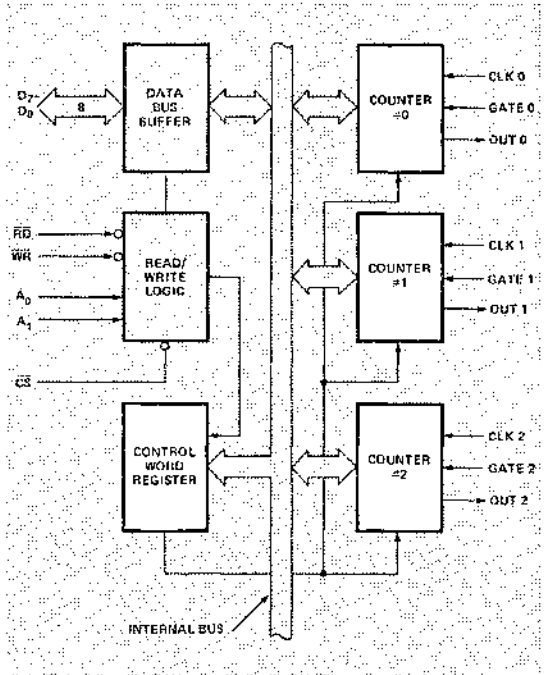 D7-
D0
8
DATA
BUS
BUFFER
COUNTER
#0
CLK 0
GATE 0
OUT 0
RD
WR
A0
A1
CS
READ/
WRITE
LOGIC
COUNTER
#1
CLK 1
GATE 1
OUT 1
CONTROL
WORD
REGISTER
COUNTER
#2
CLK 2
GATE 2
OUT 2
INTERNAL BUS